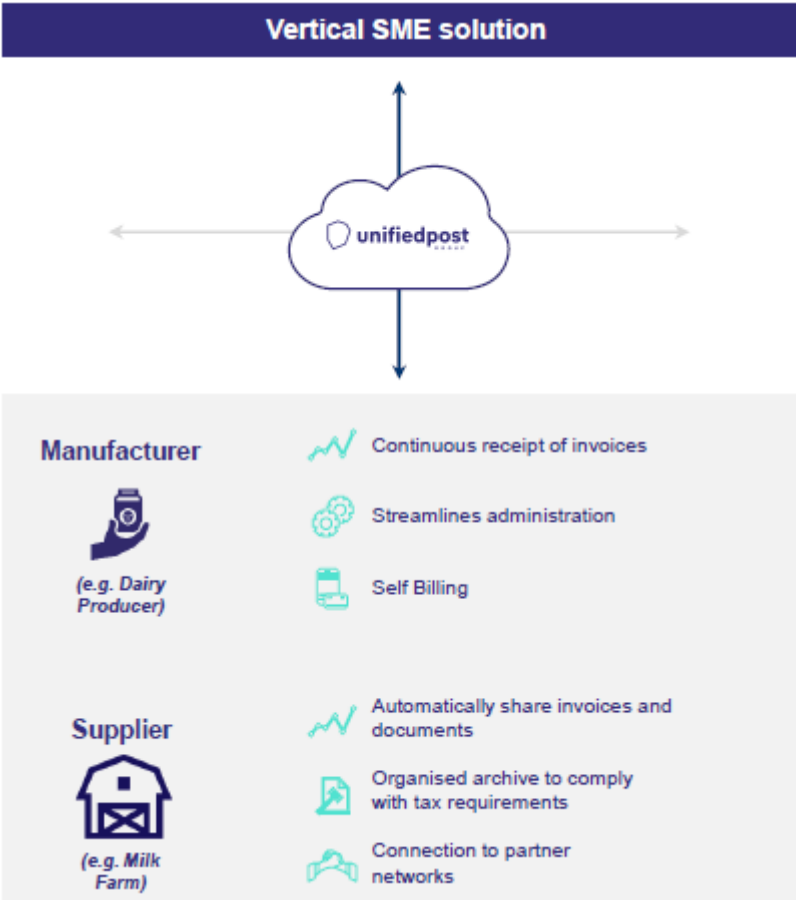 Vertical SME solution
unifiedpost
GROUP
Manufacturer
(e.g. Dairy
Producer)
Continuous receipt of invoices
Streamlines administration
Self Billing
Supplier
(e.g. Milk
Farm)
Automatically share invoices and
documents
Organised archive to comply
with tax requirements
Connection to partner
networks